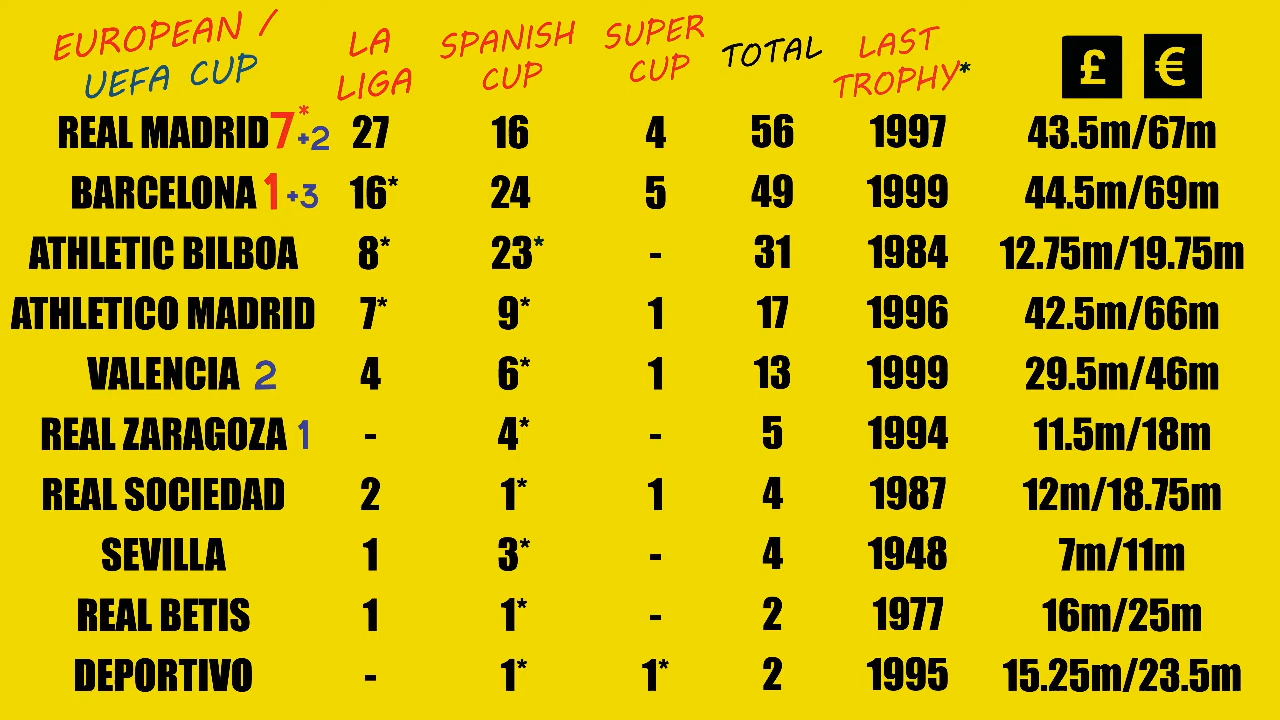 EUROPEAN / UEFA CUP LA LIGA SPANISH CUP SUPER CUP TOTAL LAST TROPHY* £ €
REAL MADRID 7* +2 27 16 4 56 1997 43.5m/67m
BARCELONA 1 +3 16* 24 5 49 1999 44.5m/69m
ATHLETIC BILBOA 8* 23* - 31 1984 12.75m/19.75m
ATHLETICO MADRID 7* 9* 1 17 1996 42.5m/66m
VALENCIA 2 4 6* 1 13 1999 29.5m/46m
REAL ZARAGOZA 1 - 4* - 5 1994 11.5m/18m
REAL SOCIEDAD 2 1* 1 4 1987 12m/18.75m
SEVILLA 1 3* - 4 1948 7m/11m
REAL BETIS 1 1* - 2 1977 16m/25m
DEPORTIVO - 1* 1* 2 1995 15.25m/23.5m